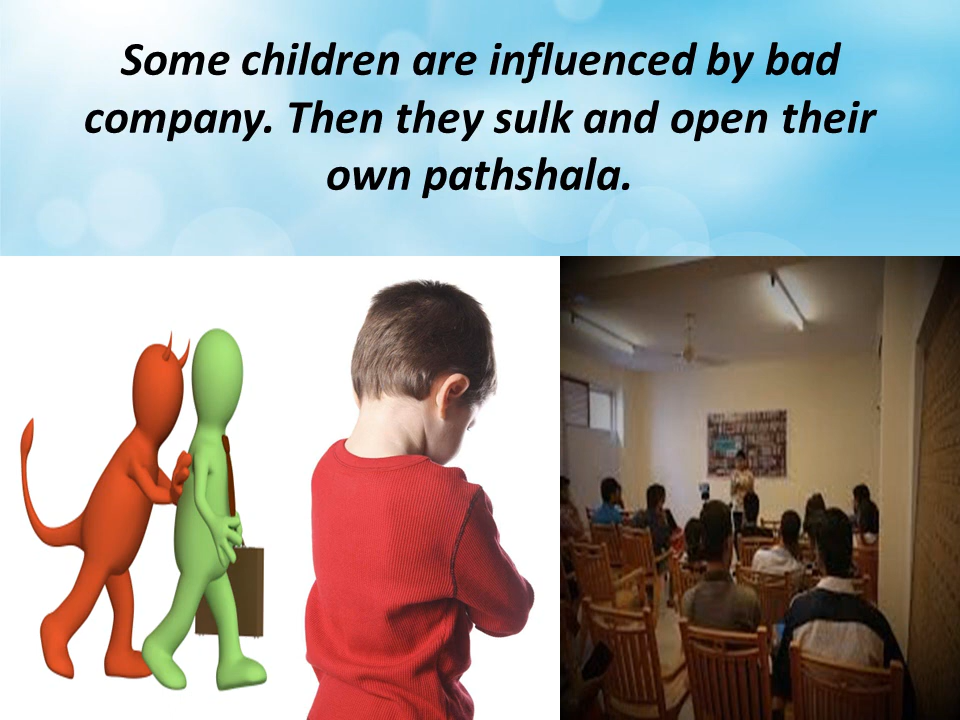 Some children are influenced by bad
company. Then they sulk and open their
own pathshala.